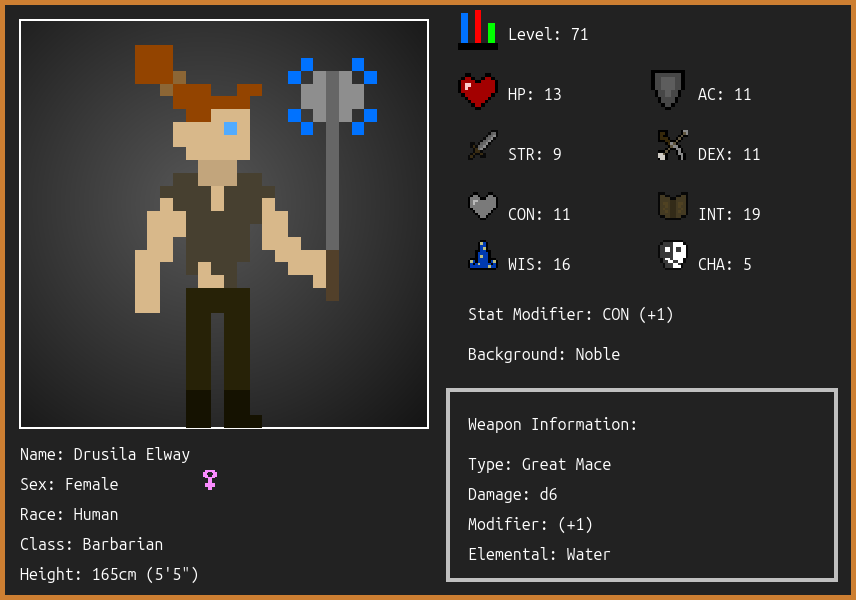 Level: 71
HP: 13
AC: 11
STR: 9
DEX: 11
CON: 11
INT: 19
WIS: 16
CHA: 5
Stat Modifier: CON (+1)
Background: Noble
Weapon Information:
Type: Great Mace
Damage: d6
Modifier: (+1)
Elemental: Water
Name: Drusila Elway
Sex: Female
Race: Human
Class: Barbarian
Height: 165cm (5'5")